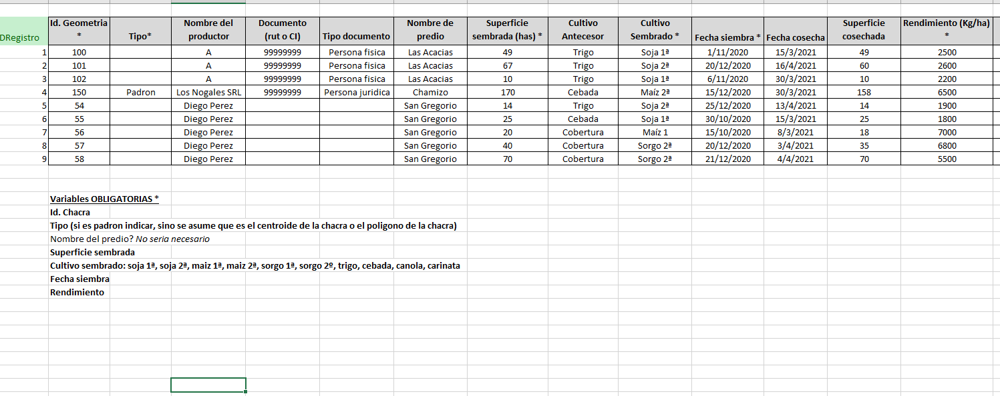 DRegistro Id. Geometria * Tipo* Nombre del productor Documento (rut o CI) Tipo documento Nombre de predio Superficie sembrada (has) * Cultivo Antecesor Cultivo Sembrado * Fecha siembra * Fecha cosecha Superficie cosechada Rendimiento (Kg/ha) *
1 100 A 99999999 Persona fisica Las Acacias 49 Trigo Soja 1ª 1/11/2020 15/3/2021 49 2500
2 101 A 99999999 Persona fisica Las Acacias 67 Trigo Soja 2ª 20/12/2020 16/4/2021 60 2600
3 102 A 99999999 Persona fisica Las Acacias 10 Trigo Soja 1ª 6/11/2020 30/3/2021 10 2200
4 150 Padron Los Nogales SRL 99999999 Persona juridica Chamizo 170 Cebada Maíz 2ª 15/12/2020 30/3/2021 158 6500
5 54 Diego Perez San Gregorio 14 Trigo Soja 2ª 25/12/2020 13/4/2021 14 1900
6 55 Diego Perez San Gregorio 25 Cebada Soja 1ª 30/10/2020 15/3/2021 25 1800
7 56 Diego Perez San Gregorio 20 Cobertura Maíz 1 15/10/2020 8/3/2021 18 7000
8 57 Diego Perez San Gregorio 40 Cobertura Sorgo 2ª 20/12/2020 3/4/2021 35 6800
9 58 Diego Perez San Gregorio 70 Cobertura Sorgo 2ª 21/12/2020 4/4/2021 70 5500
Variables OBLIGATORIAS *
Id. Chacra
Tipo (si es padron indicar, sino se asume que es el centroide de la chacra o el poligono de la chacra)
Nombre del predio? No seria necesario
Superficie sembrada
Cultivo sembrado: soja 1ª, soja 2ª, maiz 1ª, maiz 2ª, sorgo 1ª, sorgo 2º, trigo, cebada, canola, carinata
Fecha siembra
Rendimiento